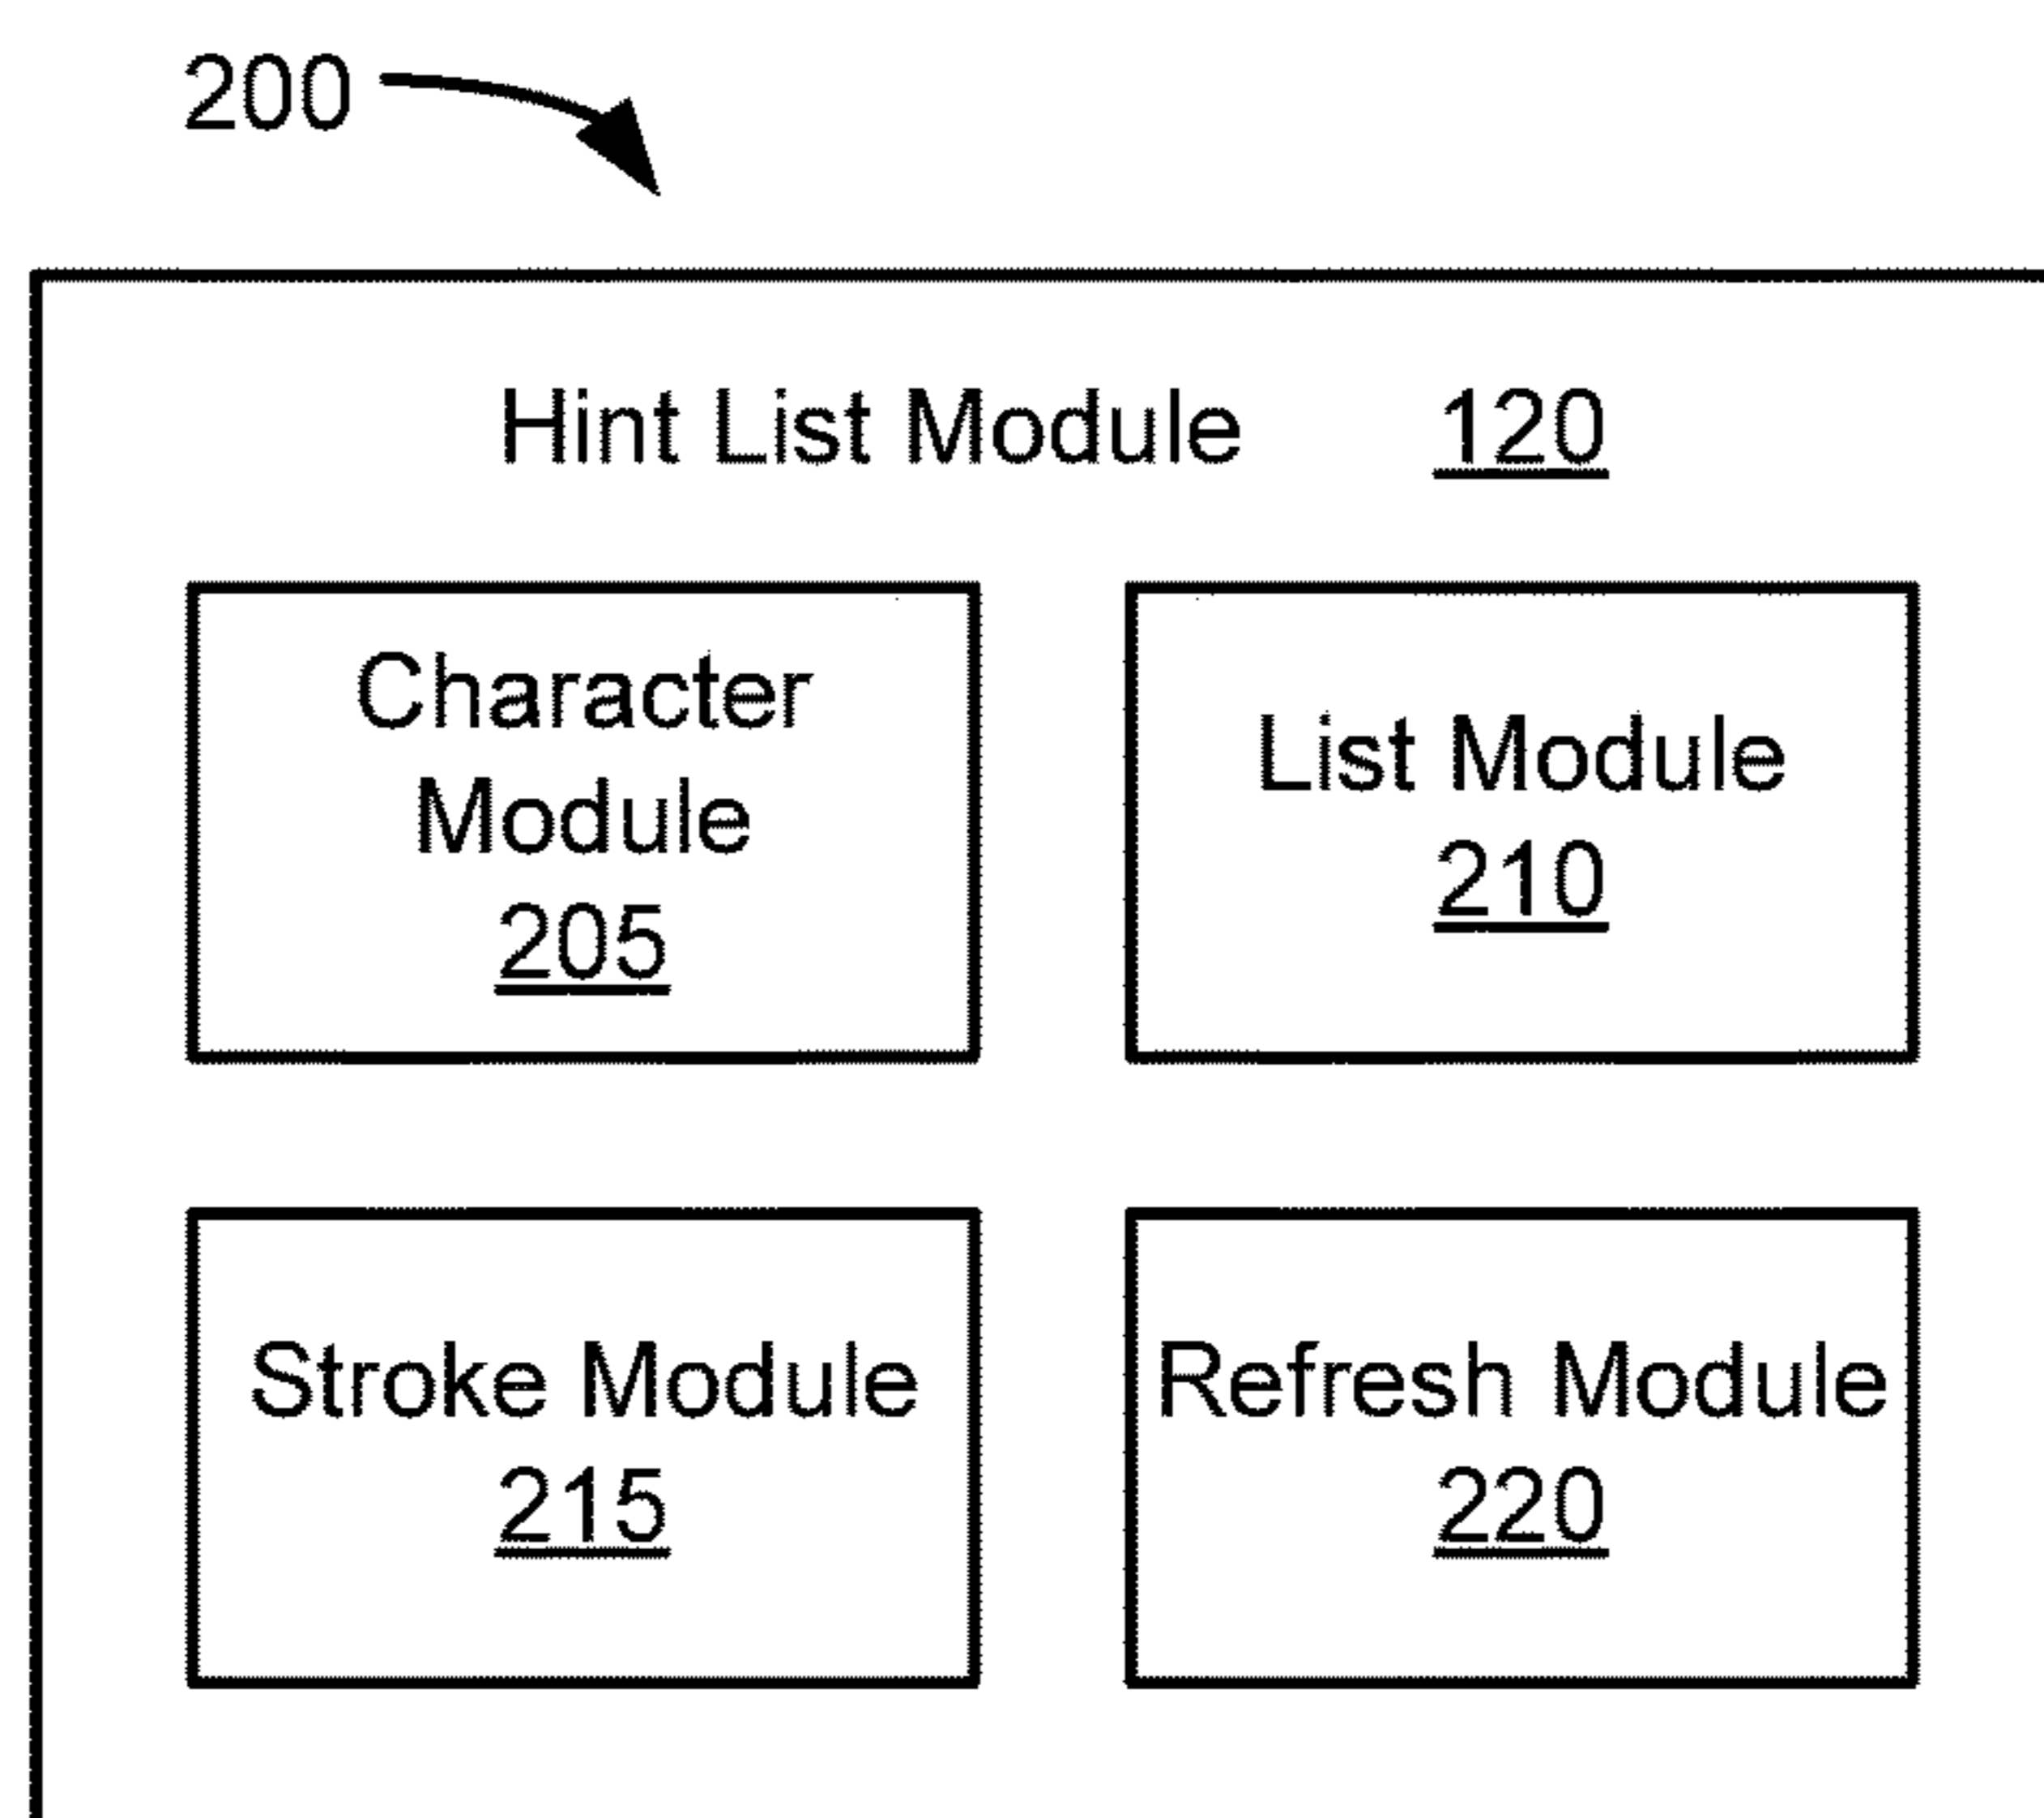 200
Hint List Module 120
Character
Module
205
List Module
210
Stroke Module
215
Refresh Module
220